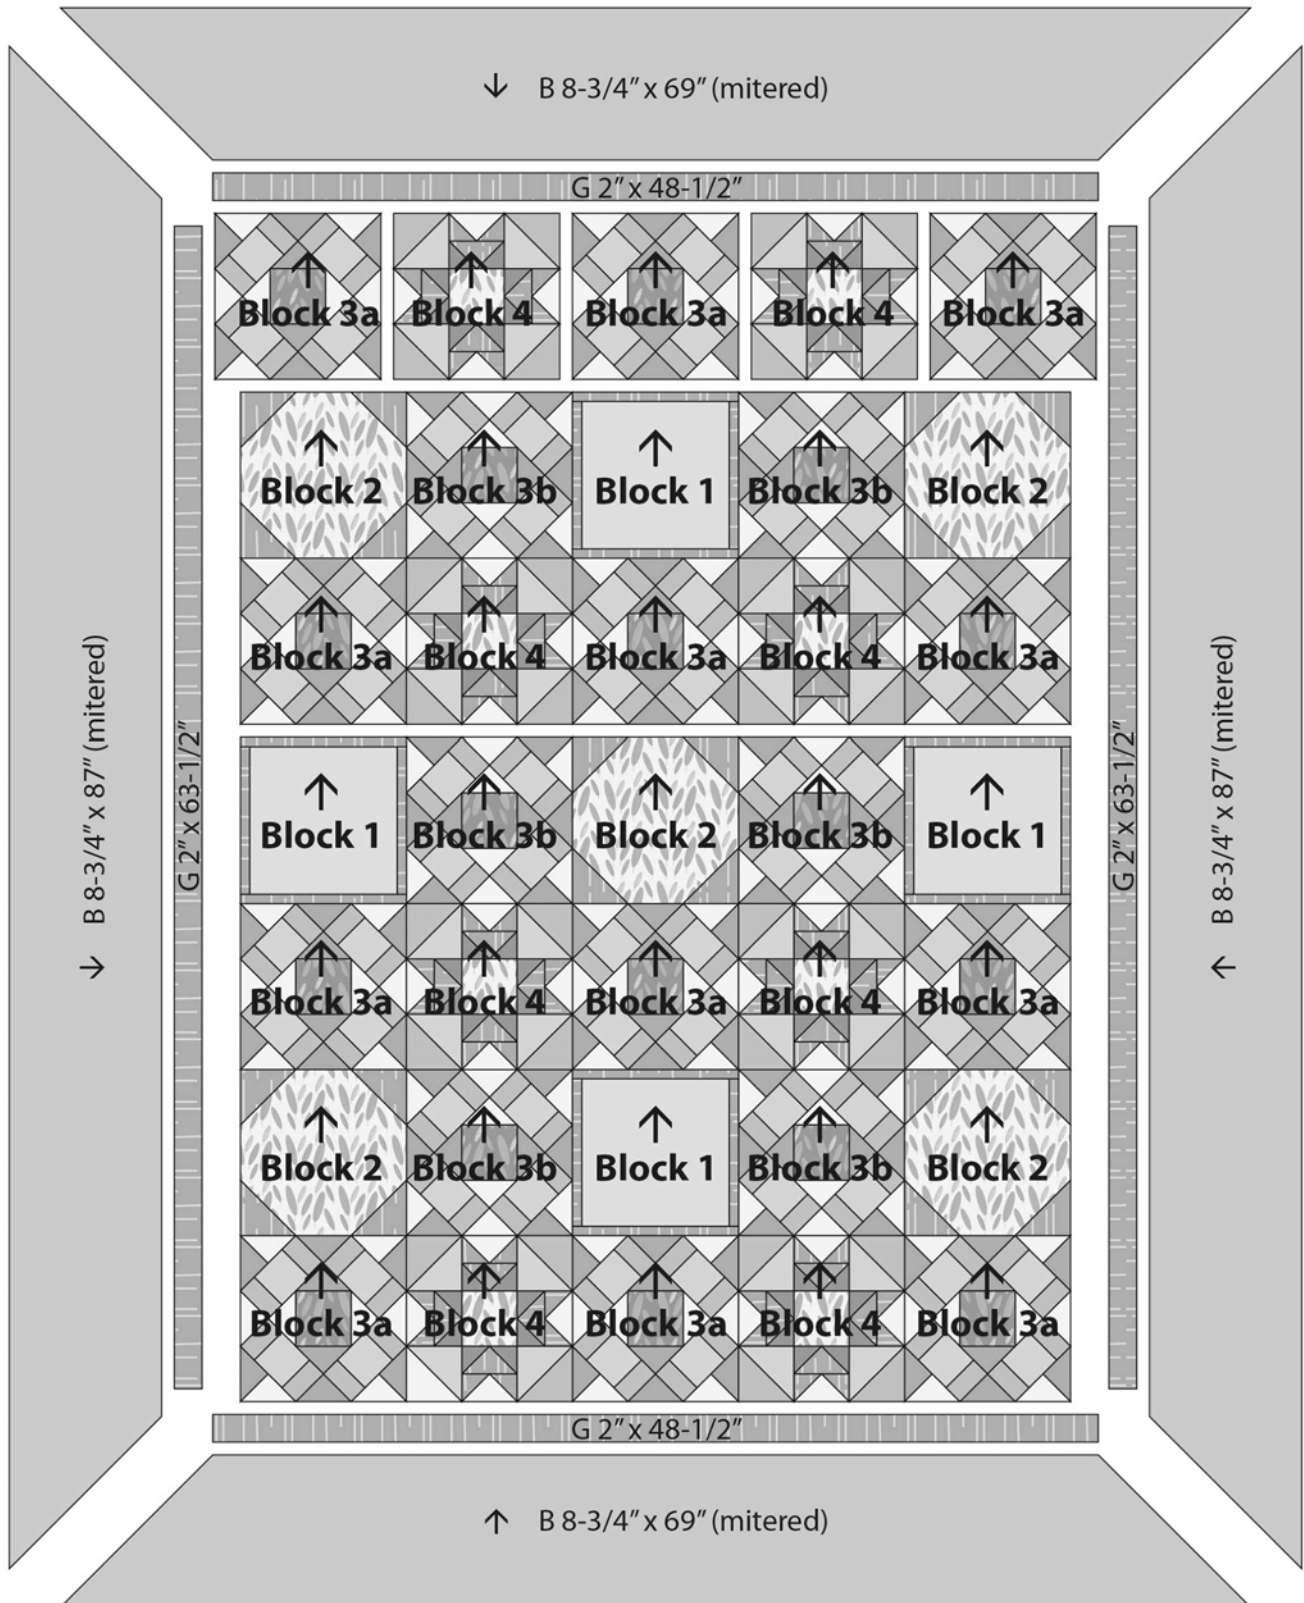 B 8-3/4” x 69” (mitered)
G 2” x 48-1/2”
Block 3a Block 4 Block 3a Block 4 Block 3a
Block 2 Block 3b Block 1 Block 3b Block 2
Block 3a Block 4 Block 3a Block 4 Block 3a
B 8-3/4” x 87” (mitered)
G 2” x 63-1/2”
Block 1 Block 3b Block 2 Block 3b Block 1
G 2” x 63-1/2”
B 8-3/4” x 87” (mitered)
Block 3a Block 4 Block 3a Block 4 Block 3a
Block 2 Block 3b Block 1 Block 3b Block 2
Block 3a Block 4 Block 3a Block 4 Block 3a
G 2” x 48-1/2”
B 8-3/4” x 69” (mitered)